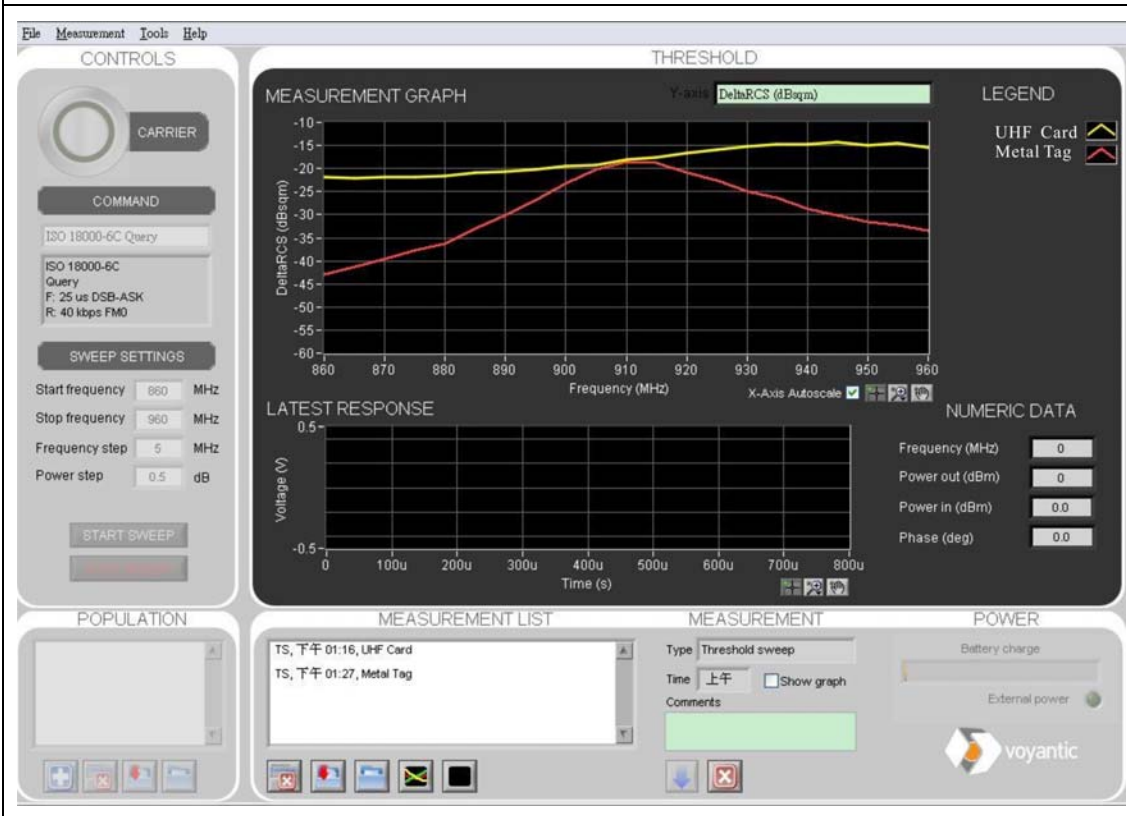 File Measurement Tools Help
CONTROLS
CARRIER
COMMAND
ISO 18000-6C Query
ISO 18000-6C
Query
F: 25 us DSB-ASK
R: 40 kbps FM0
SWEEP SETTINGS
Start frequency 860 MHz
Stop frequency 960 MHz
Frequency step 5 MHz
Power step 0.5 dB
START SWEEP
THRESHOLD
MEASUREMENT GRAPH
Y-axis DeltaRCS (dBsqm)
LEGEND
UHF Card
Metal Tag
DeltaRCS (dBsqm)
-10
-15
-20
-25
-30
-35
-40
-45
-50
-55
-60
860 870 880 890 900 910 920 930 940 950 960
Frequency (MHz)
X-Axis Autoscale
LATEST RESPONSE
Voltage (V)
0.5
-0.5
0 100u 200u 300u 400u 500u 600u 700u 800u
Time (s)
NUMERIC DATA
Frequency (MHz) 0
Power out (dBm) 0
Power in (dBm) 0.0
Phase (deg) 0.0
POPULATION
MEASUREMENT LIST
TS, 下午 01:16, UHF Card
TS, 下午 01:27, Metal Tag
MEASUREMENT
Type Threshold sweep
Time 上午 Show graph
Comments
POWER
Battery charge
External power
voyantic